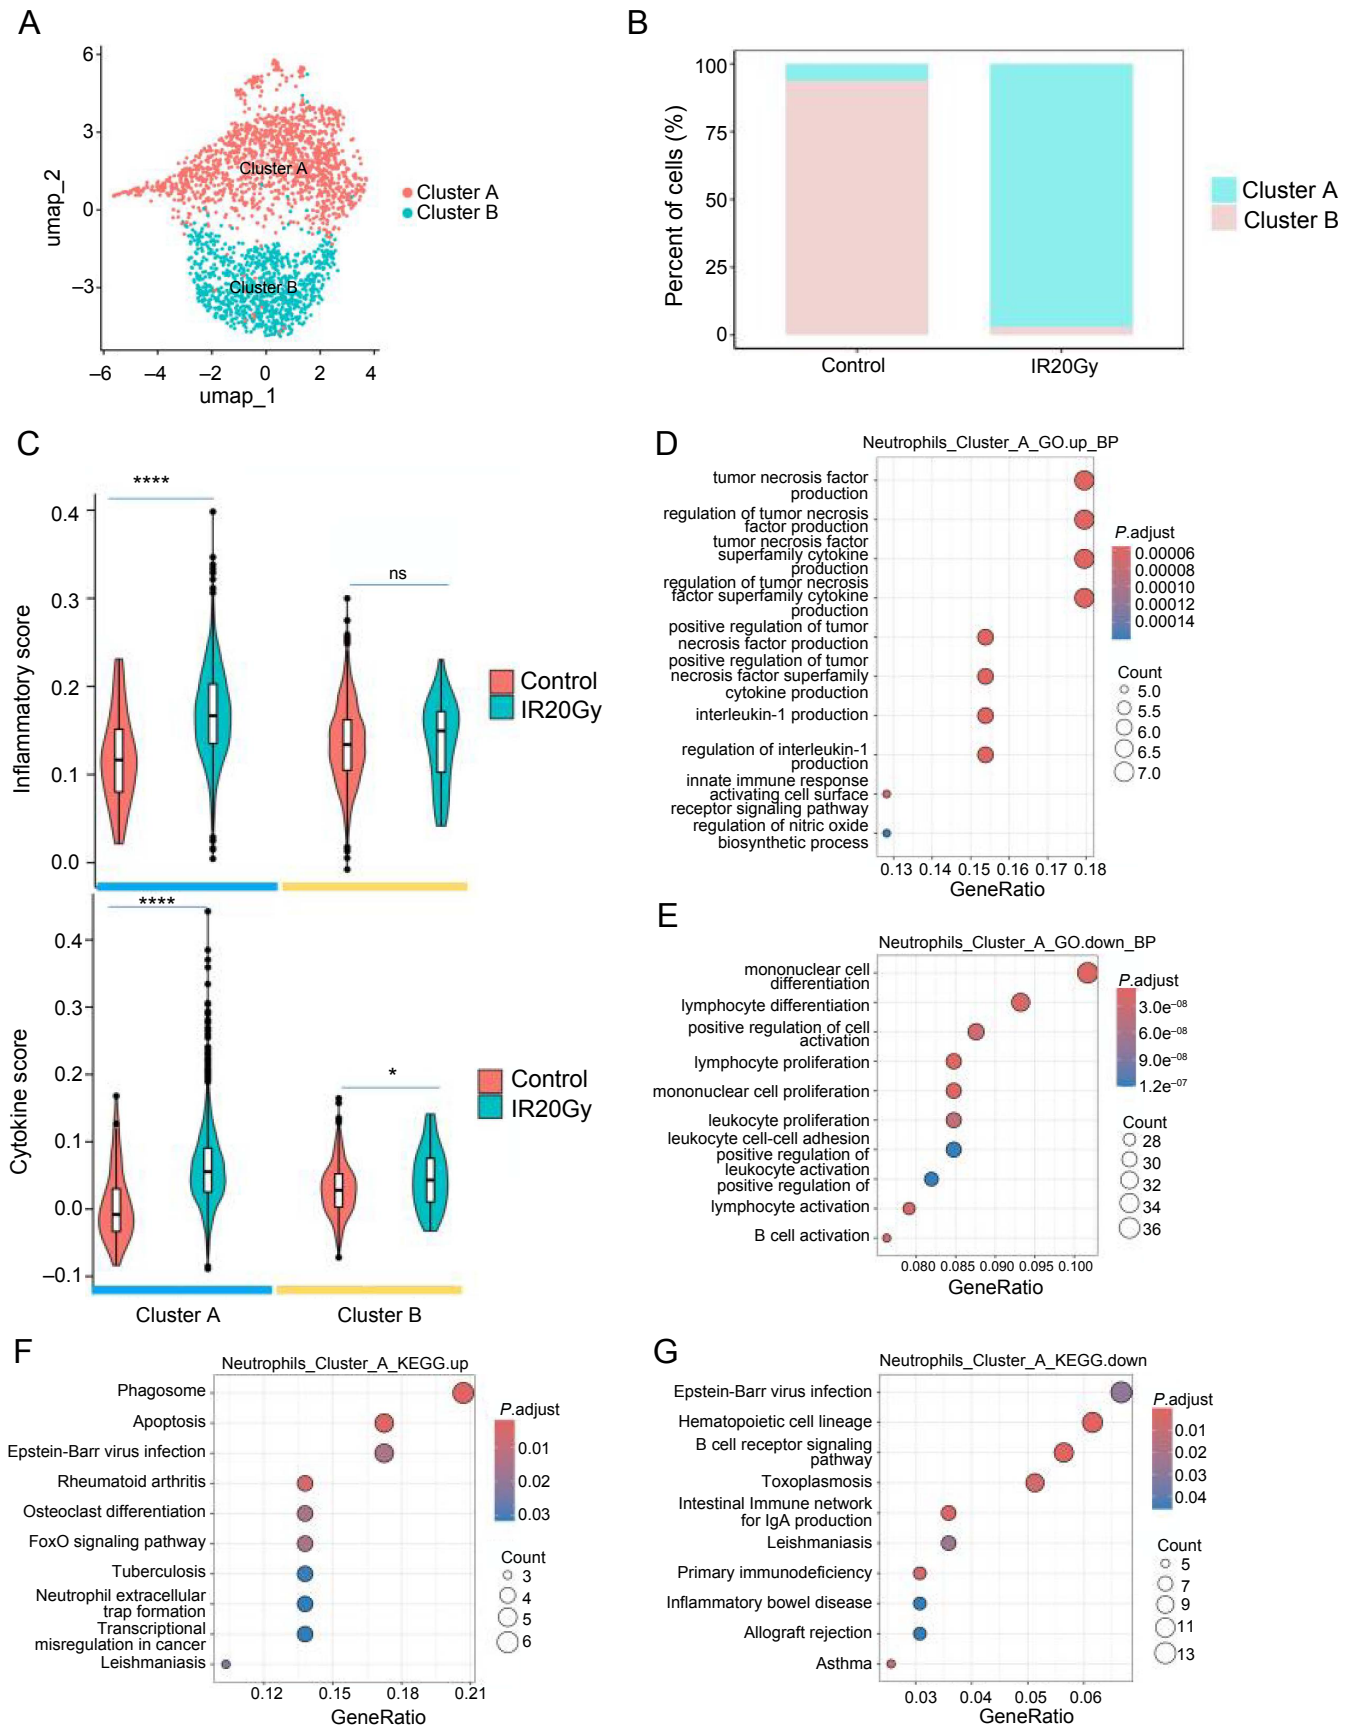 A
6
3
0
–3
umap_2
Cluster A
Cluster B
–6
–4
–2
0
2
4
umap_1
Cluster A
Cluster B
B
100
75
50
25
0
Percent of cells (%)
Control
IR20Gy
Cluster A
Cluster B
C
****
ns
0.4
0.3
0.2
0.1
0.0
Inflammatory score
Control
IR20Gy
****
*
0.4
0.3
0.2
0.1
0.0
–0.1
Cytokine score
Control
IR20Gy
Cluster A
Cluster B
D
Neutrophils_Cluster_A_GO.up_BP
tumor necrosis factor
production
regulation of tumor necrosis
factor production
tumor necrosis factor
superfamily cytokine
production
regulation of tumor necrosis
factor superfamily cytokine
production
positive regulation of tumor
necrosis factor production
positive regulation of tumor
necrosis factor superfamily
cytokine production
interleukin-1 production
regulation of interleukin-1
production
innate immune response
activating cell surface
receptor signaling pathway
regulation of nitric oxide
biosynthetic process
0.13 0.14 0.15 0.16 0.17 0.18
GeneRatio
P.adjust
0.00006
0.00008
0.00010
0.00012
0.00014
Count
5.0
5.5
6.0
6.5
7.0
E
Neutrophils_Cluster_A_GO.down_BP
mononuclear cell
differentiation
lymphocyte differentiation
positive regulation of cell
activation
lymphocyte proliferation
mononuclear cell proliferation
leukocyte proliferation
leukocyte cell-cell adhesion
positive regulation of
leukocyte activation
positive regulation of
lymphocyte activation
B cell activation
0.080 0.085 0.090 0.095 0.100
GeneRatio
P.adjust
3.0e⁻⁰⁸
6.0e⁻⁰⁸
9.0e⁻⁰⁸
1.2e⁻⁰⁷
Count
28
30
32
34
36
F
Neutrophils_Cluster_A_KEGG.up
Phagosome
Apoptosis
Epstein-Barr virus infection
Rheumatoid arthritis
Osteoclast differentiation
FoxO signaling pathway
Tuberculosis
Neutrophil extracellular
trap formation
Transcriptional
misregulation in cancer
Leishmaniasis
0.12 0.15 0.18 0.21
GeneRatio
P.adjust
0.01
0.02
0.03
Count
3
4
5
6
G
Neutrophils_Cluster_A_KEGG.down
Epstein-Barr virus infection
Hematopoietic cell lineage
B cell receptor signaling
pathway
Toxoplasmosis
Intestinal Immune network
for IgA production
Leishmaniasis
Primary immunodeficiency
Inflammatory bowel disease
Allograft rejection
Asthma
0.03 0.04 0.05 0.06
GeneRatio
P.adjust
0.01
0.02
0.03
0.04
Count
5
7
9
11
13